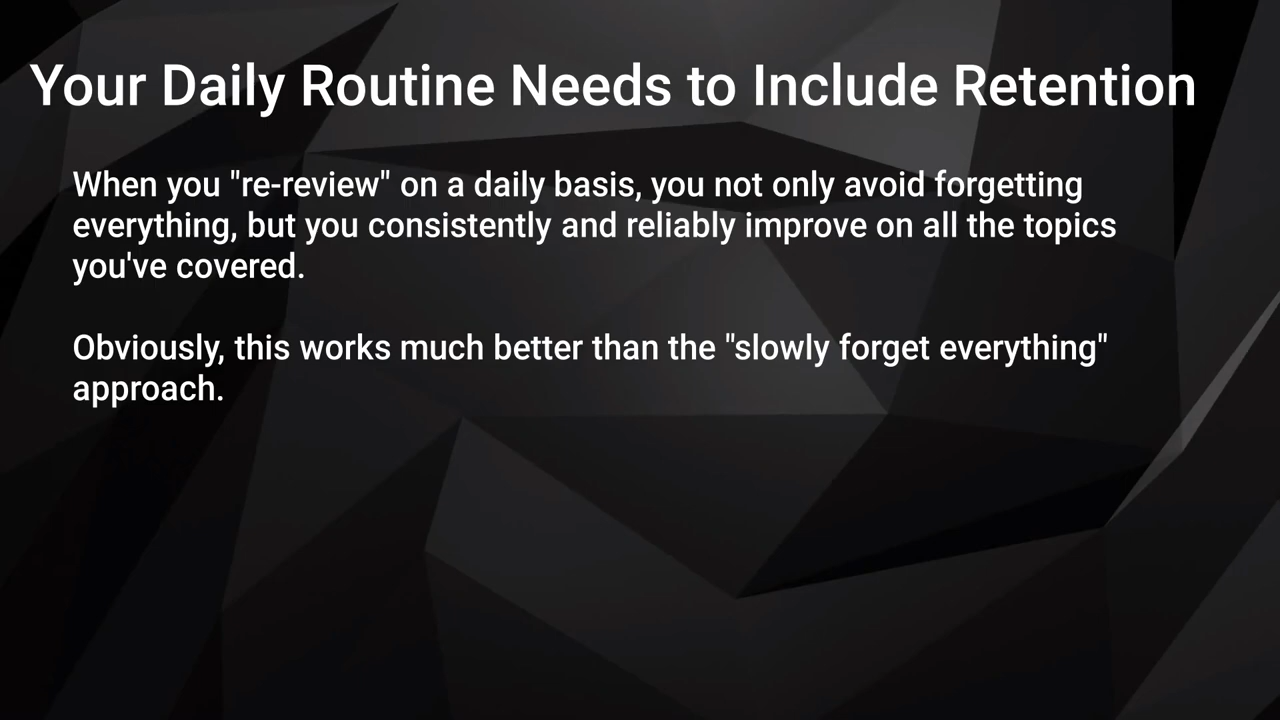 Your Daily Routine Needs to Include Retention
When you "re-review" on a daily basis, you not only avoid forgetting
everything, but you consistently and reliably improve on all the topics
you've covered.
Obviously, this works much better than the "slowly forget everything"
approach.